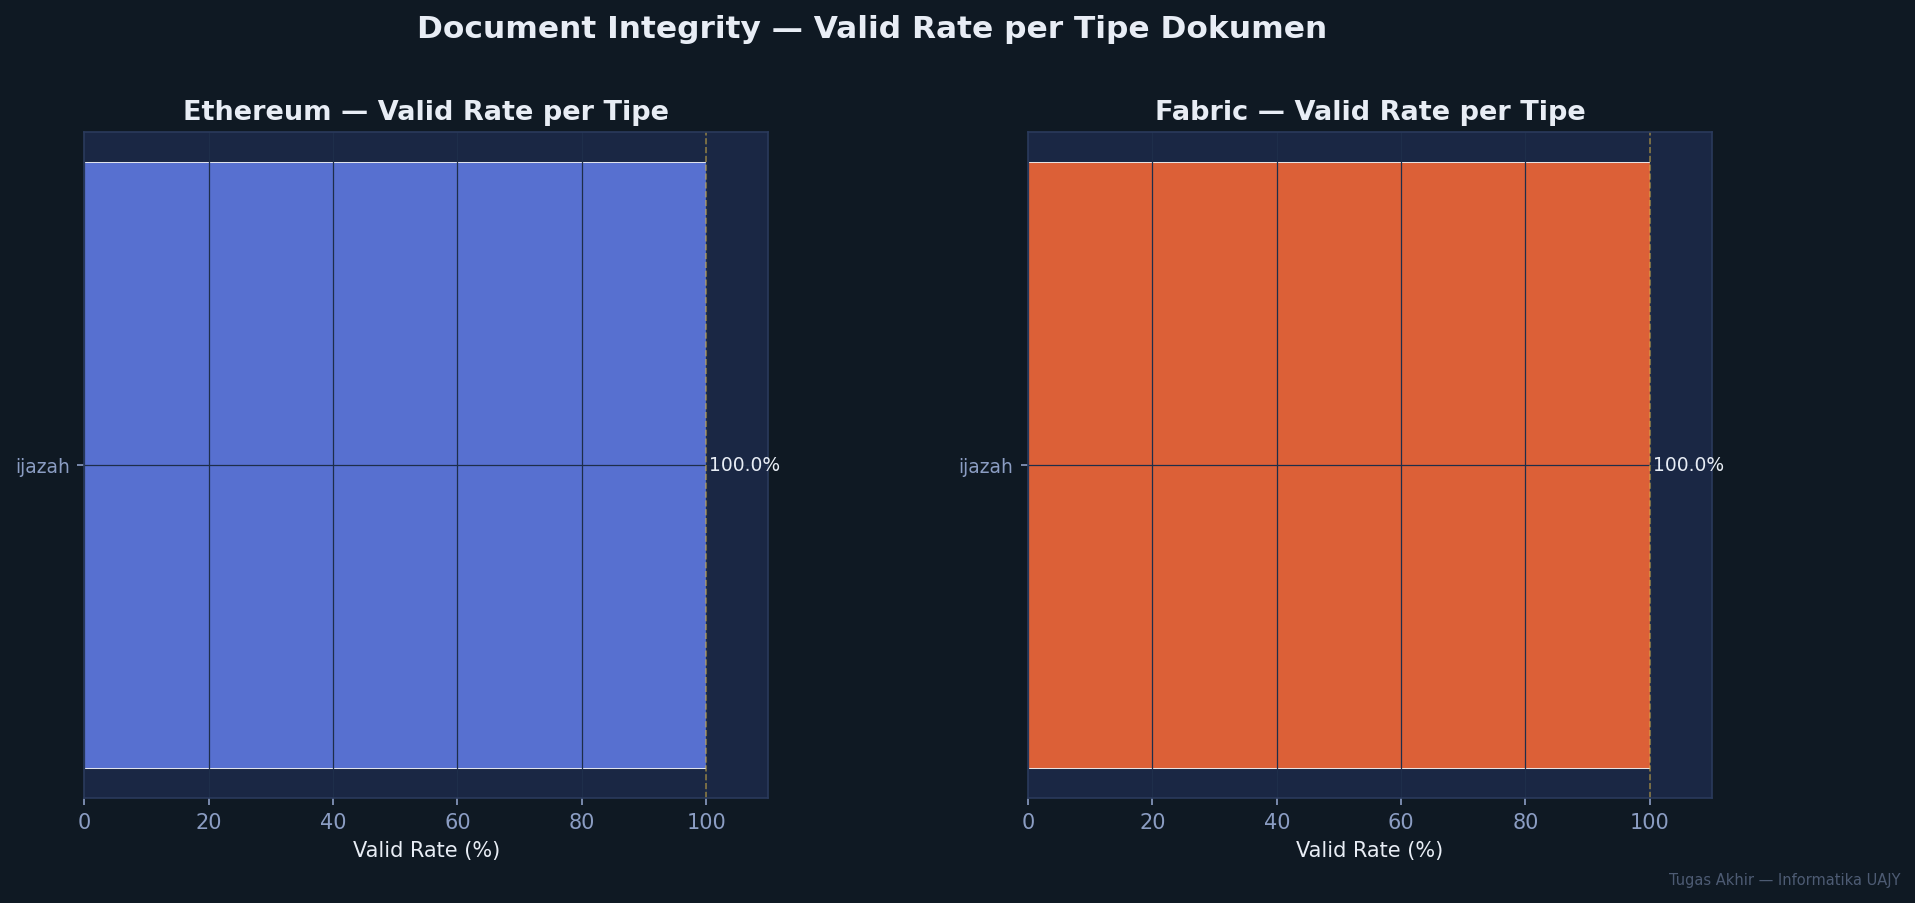 Document Integrity — Valid Rate per Tipe Dokumen
Ethereum — Valid Rate per Tipe
ijazah
100.0%
0 20 40 60 80 100
Valid Rate (%)
Fabric — Valid Rate per Tipe
ijazah
100.0%
0 20 40 60 80 100
Valid Rate (%)
Tugas Akhir — Informatika UAJY